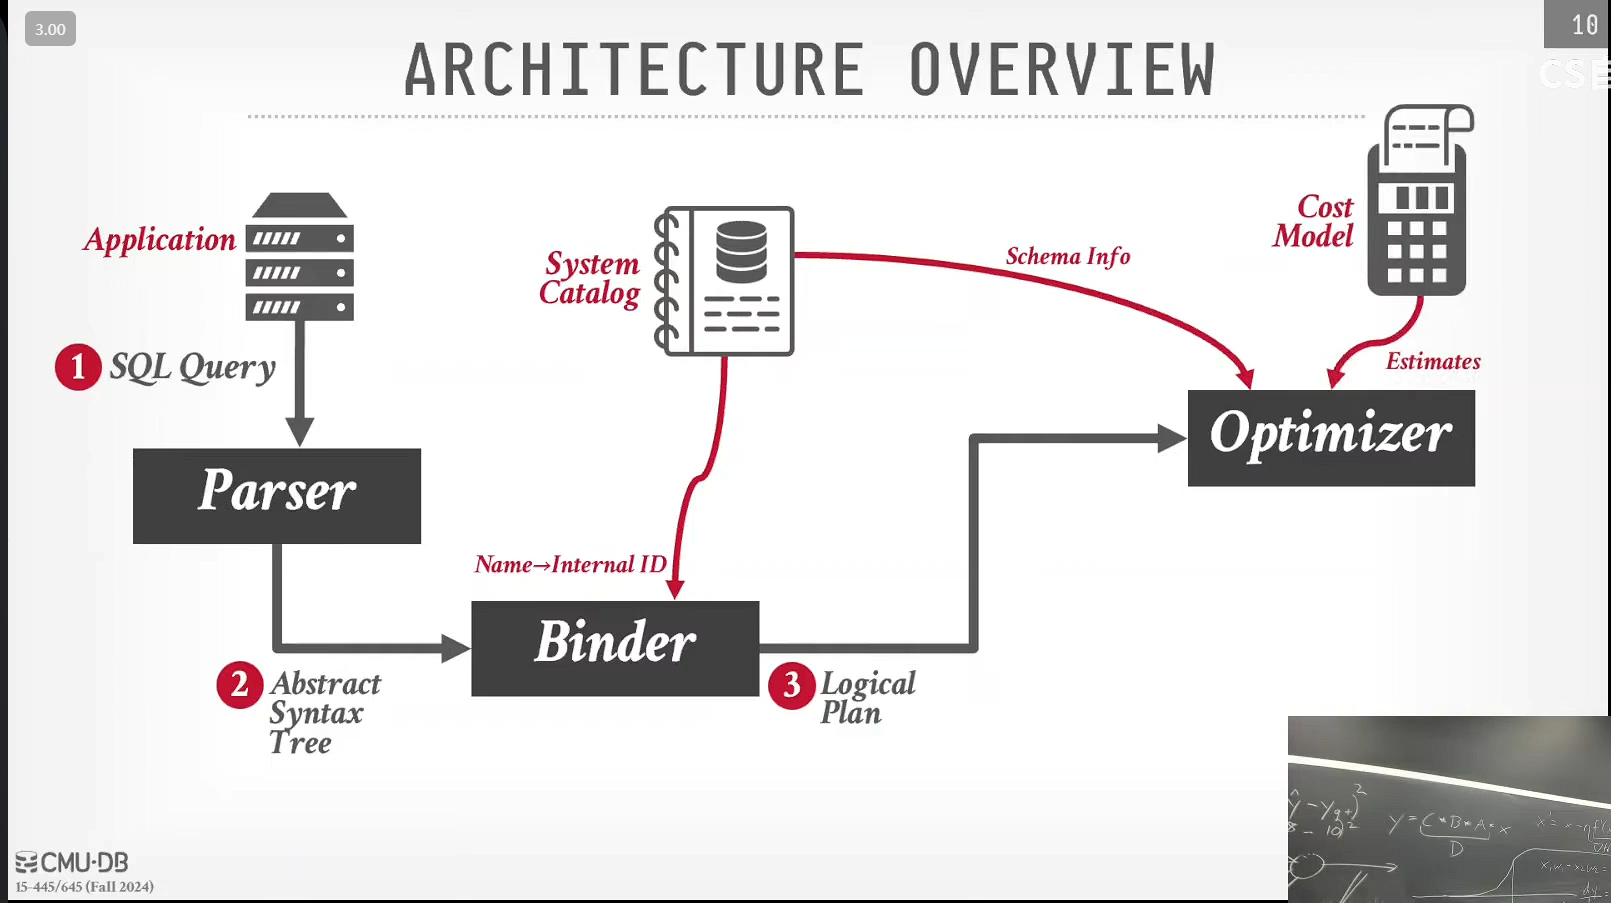 3.00
10
ARCHITECTURE OVERVIEW
CSE
Application
System
Catalog
Schema Info
Cost
Model
1 SQL Query
Estimates
Parser
Optimizer
Name→Internal ID
Binder
2 Abstract
Syntax
Tree
3 Logical
Plan
Y = C * B * A * x
D
CMU·DB
15-445/645 (Fall 2024)